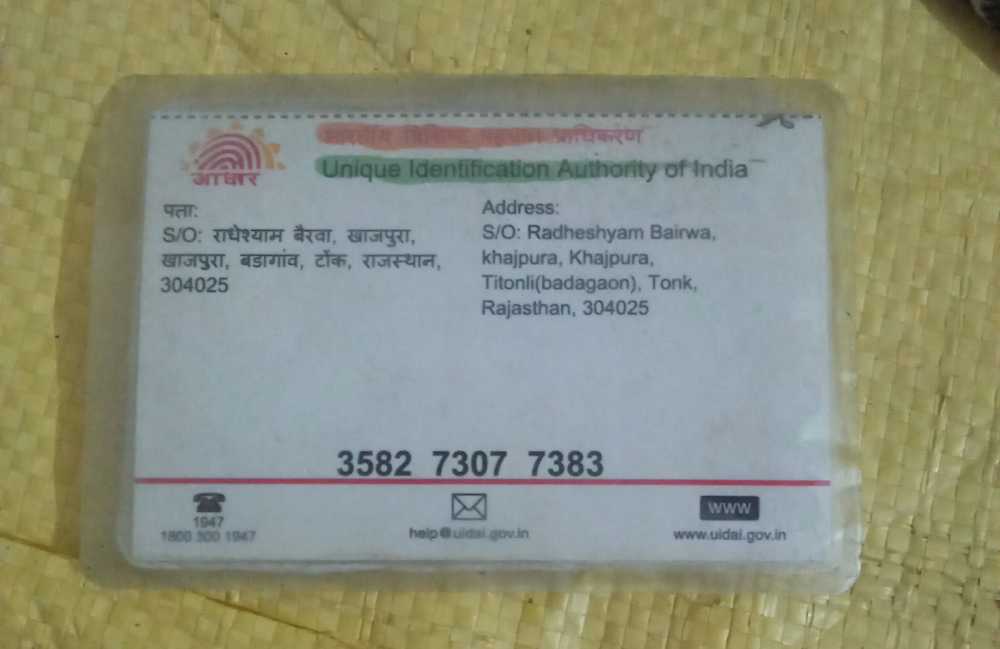 भारतीय विशिष्ट पहचान प्राधिकरण
आधार
Unique Identification Authority of India
पता:
S/O: राधेश्याम बैरवा, खाजपुरा,
खाजपुरा, बडागांव, टोंक, राजस्थान,
304025
Address:
S/O: Radheshyam Bairwa,
khajpura, Khajpura,
Titonli(badagaon), Tonk,
Rajasthan, 304025
3582 7307 7383
1947
1800 300 1947
help@uidai.gov.in
www
www.uidai.gov.in